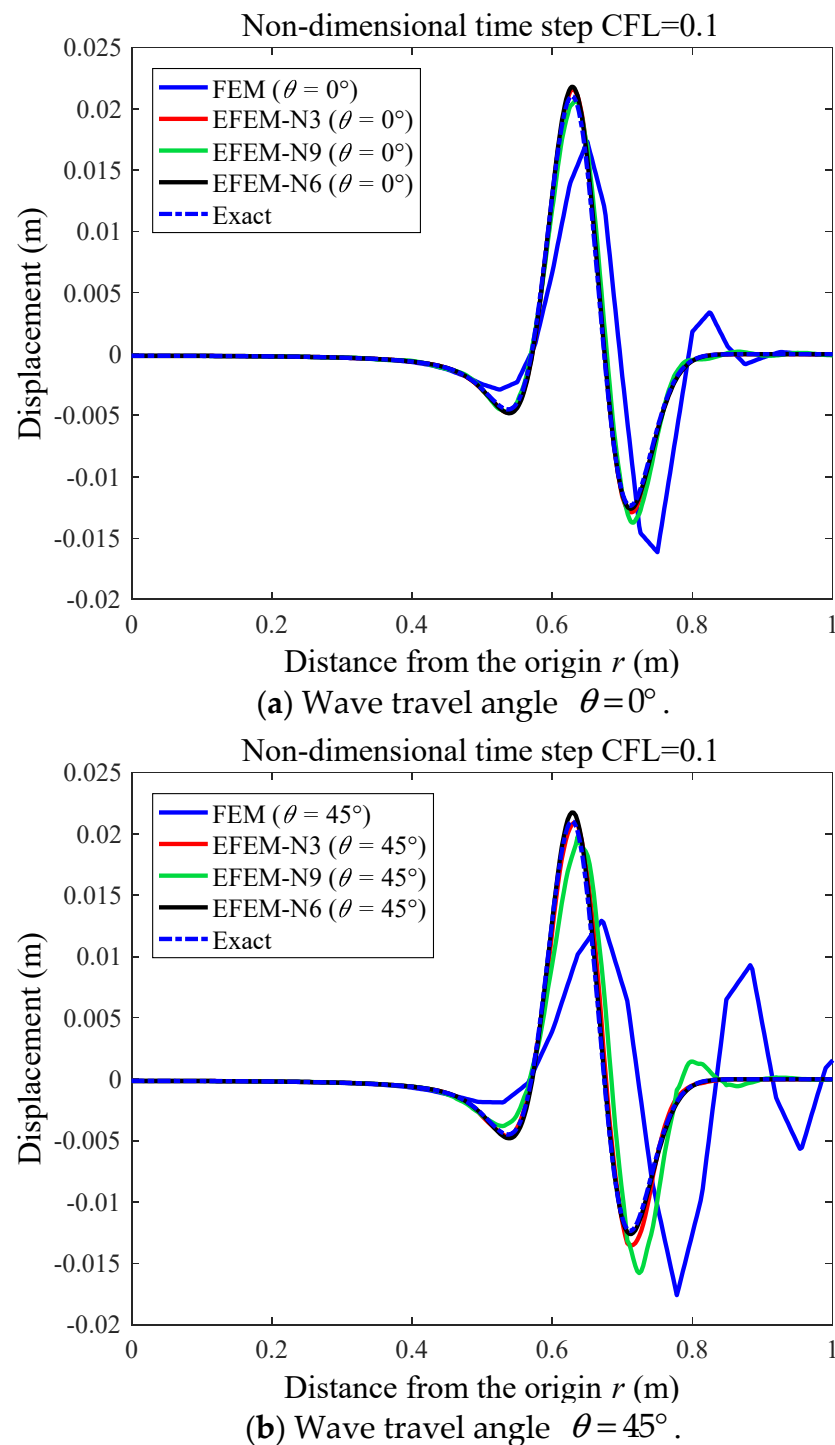 Non-dimensional time step CFL=0.1
FEM (θ = 0°)
EFEM-N3 (θ = 0°)
EFEM-N9 (θ = 0°)
EFEM-N6 (θ = 0°)
Exact
Displacement (m)
0.025
0.02
0.015
0.01
0.005
0
-0.005
-0.01
-0.015
-0.02
0 0.2 0.4 0.6 0.8 1
Distance from the origin r (m)
(a) Wave travel angle θ=0°.
Non-dimensional time step CFL=0.1
FEM (θ = 45°)
EFEM-N3 (θ = 45°)
EFEM-N9 (θ = 45°)
EFEM-N6 (θ = 45°)
Exact
Displacement (m)
0.025
0.02
0.015
0.01
0.005
0
-0.005
-0.01
-0.015
-0.02
0 0.2 0.4 0.6 0.8 1
Distance from the origin r (m)
(b) Wave travel angle θ=45°.